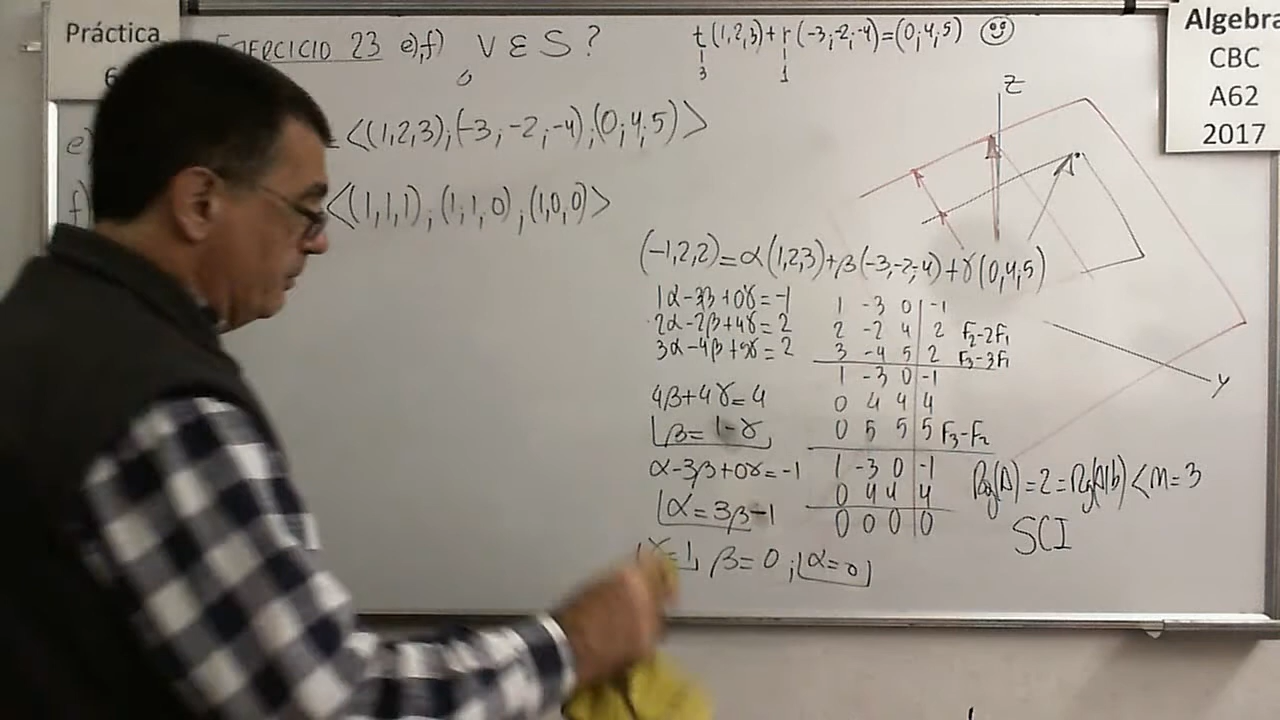 Práctica
6
Algebra
CBC
A62
2017
EJERCICIO 23 e),f) V ∈ S ?
t(1,2,3)+r(-3;-2;-4)=(0;4;5)
3 1
e) <(1,2,3);(-3;-2;-4);(0;4;5)>
f) <(1,1,1);(1;1,0);(1,0,0)>
z
y
(-1,2,2)=α(1,2,3)+β(-3;-2;-4)+γ(0;4;5)
1α-3β+0γ=-1
2α-2β+4γ=2
3α-4β+5γ=2
1 -3 0 | -1
2 -2 4 | 2 F2-2F1
3 -4 5 | 2 F3-3F1
1 -3 0 | -1
0 4 4 | 4
0 5 5 | 5 F3-F2
1 -3 0 | -1
0 4 4 | 4
0 0 0 | 0
4β+4γ=4
β=1-γ
α-3β+0γ=-1
α=3β-1
γ=1, β=0;
Rg(A)=2=Rg(A|b)<n=3
SCI